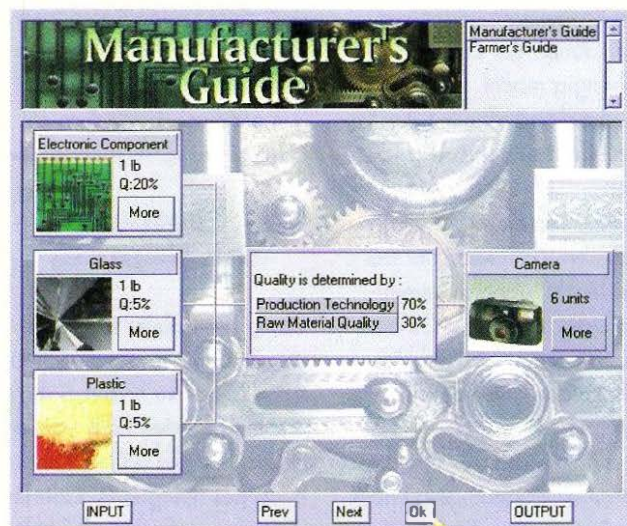 Manufacturer's
Guide
Manufacturer's Guide
Farmer's Guide
Electronic Component
1 lb
Q:20%
More
Glass
1 lb
Q:5%
More
Plastic
1 lb
Q:5%
More
Quality is determined by :
Production Technology 70%
Raw Material Quality 30%
Camera
6 units
More
INPUT
Prev
Next
Ok
OUTPUT